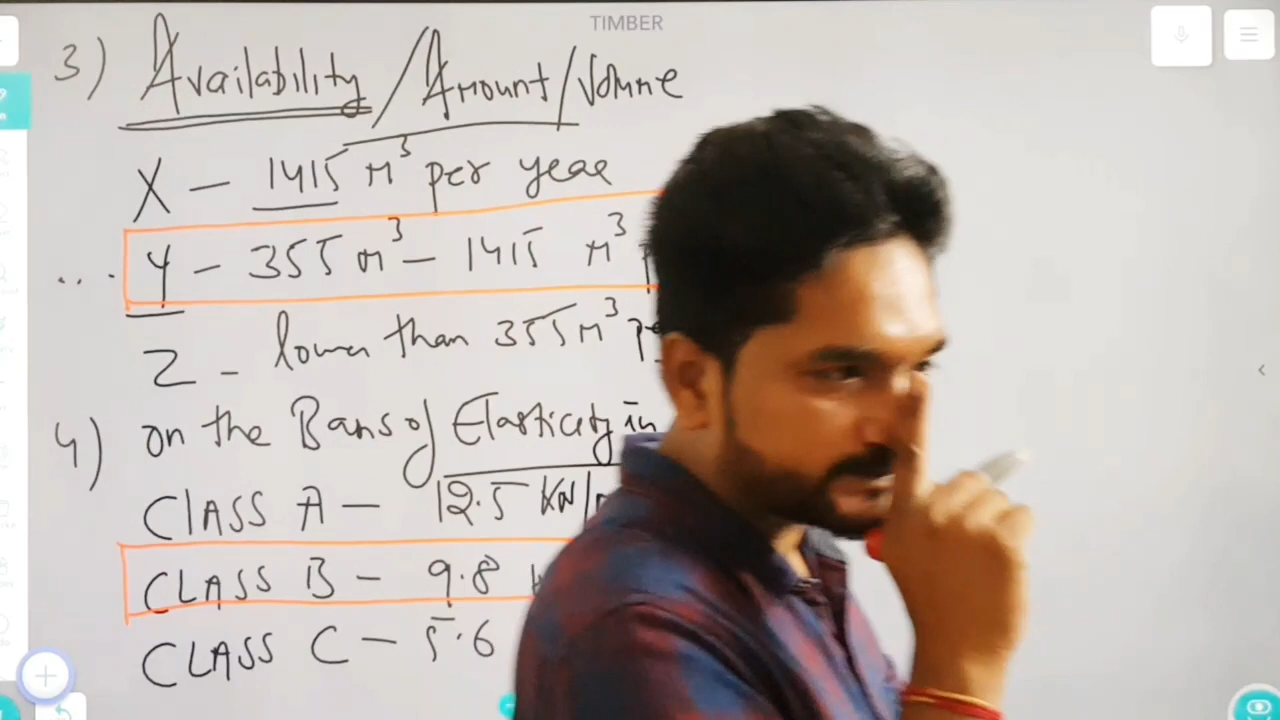 TIMBER
3) Availability / Amount / Volume
X - 1415 M³ per year
Y - 355 m³ - 1415 M³
Z - lower than 355 M³
4) on the Basis of Elasticity in
CLASS A - 12.5 KN/
CLASS B - 9.8
CLASS C - 5.6